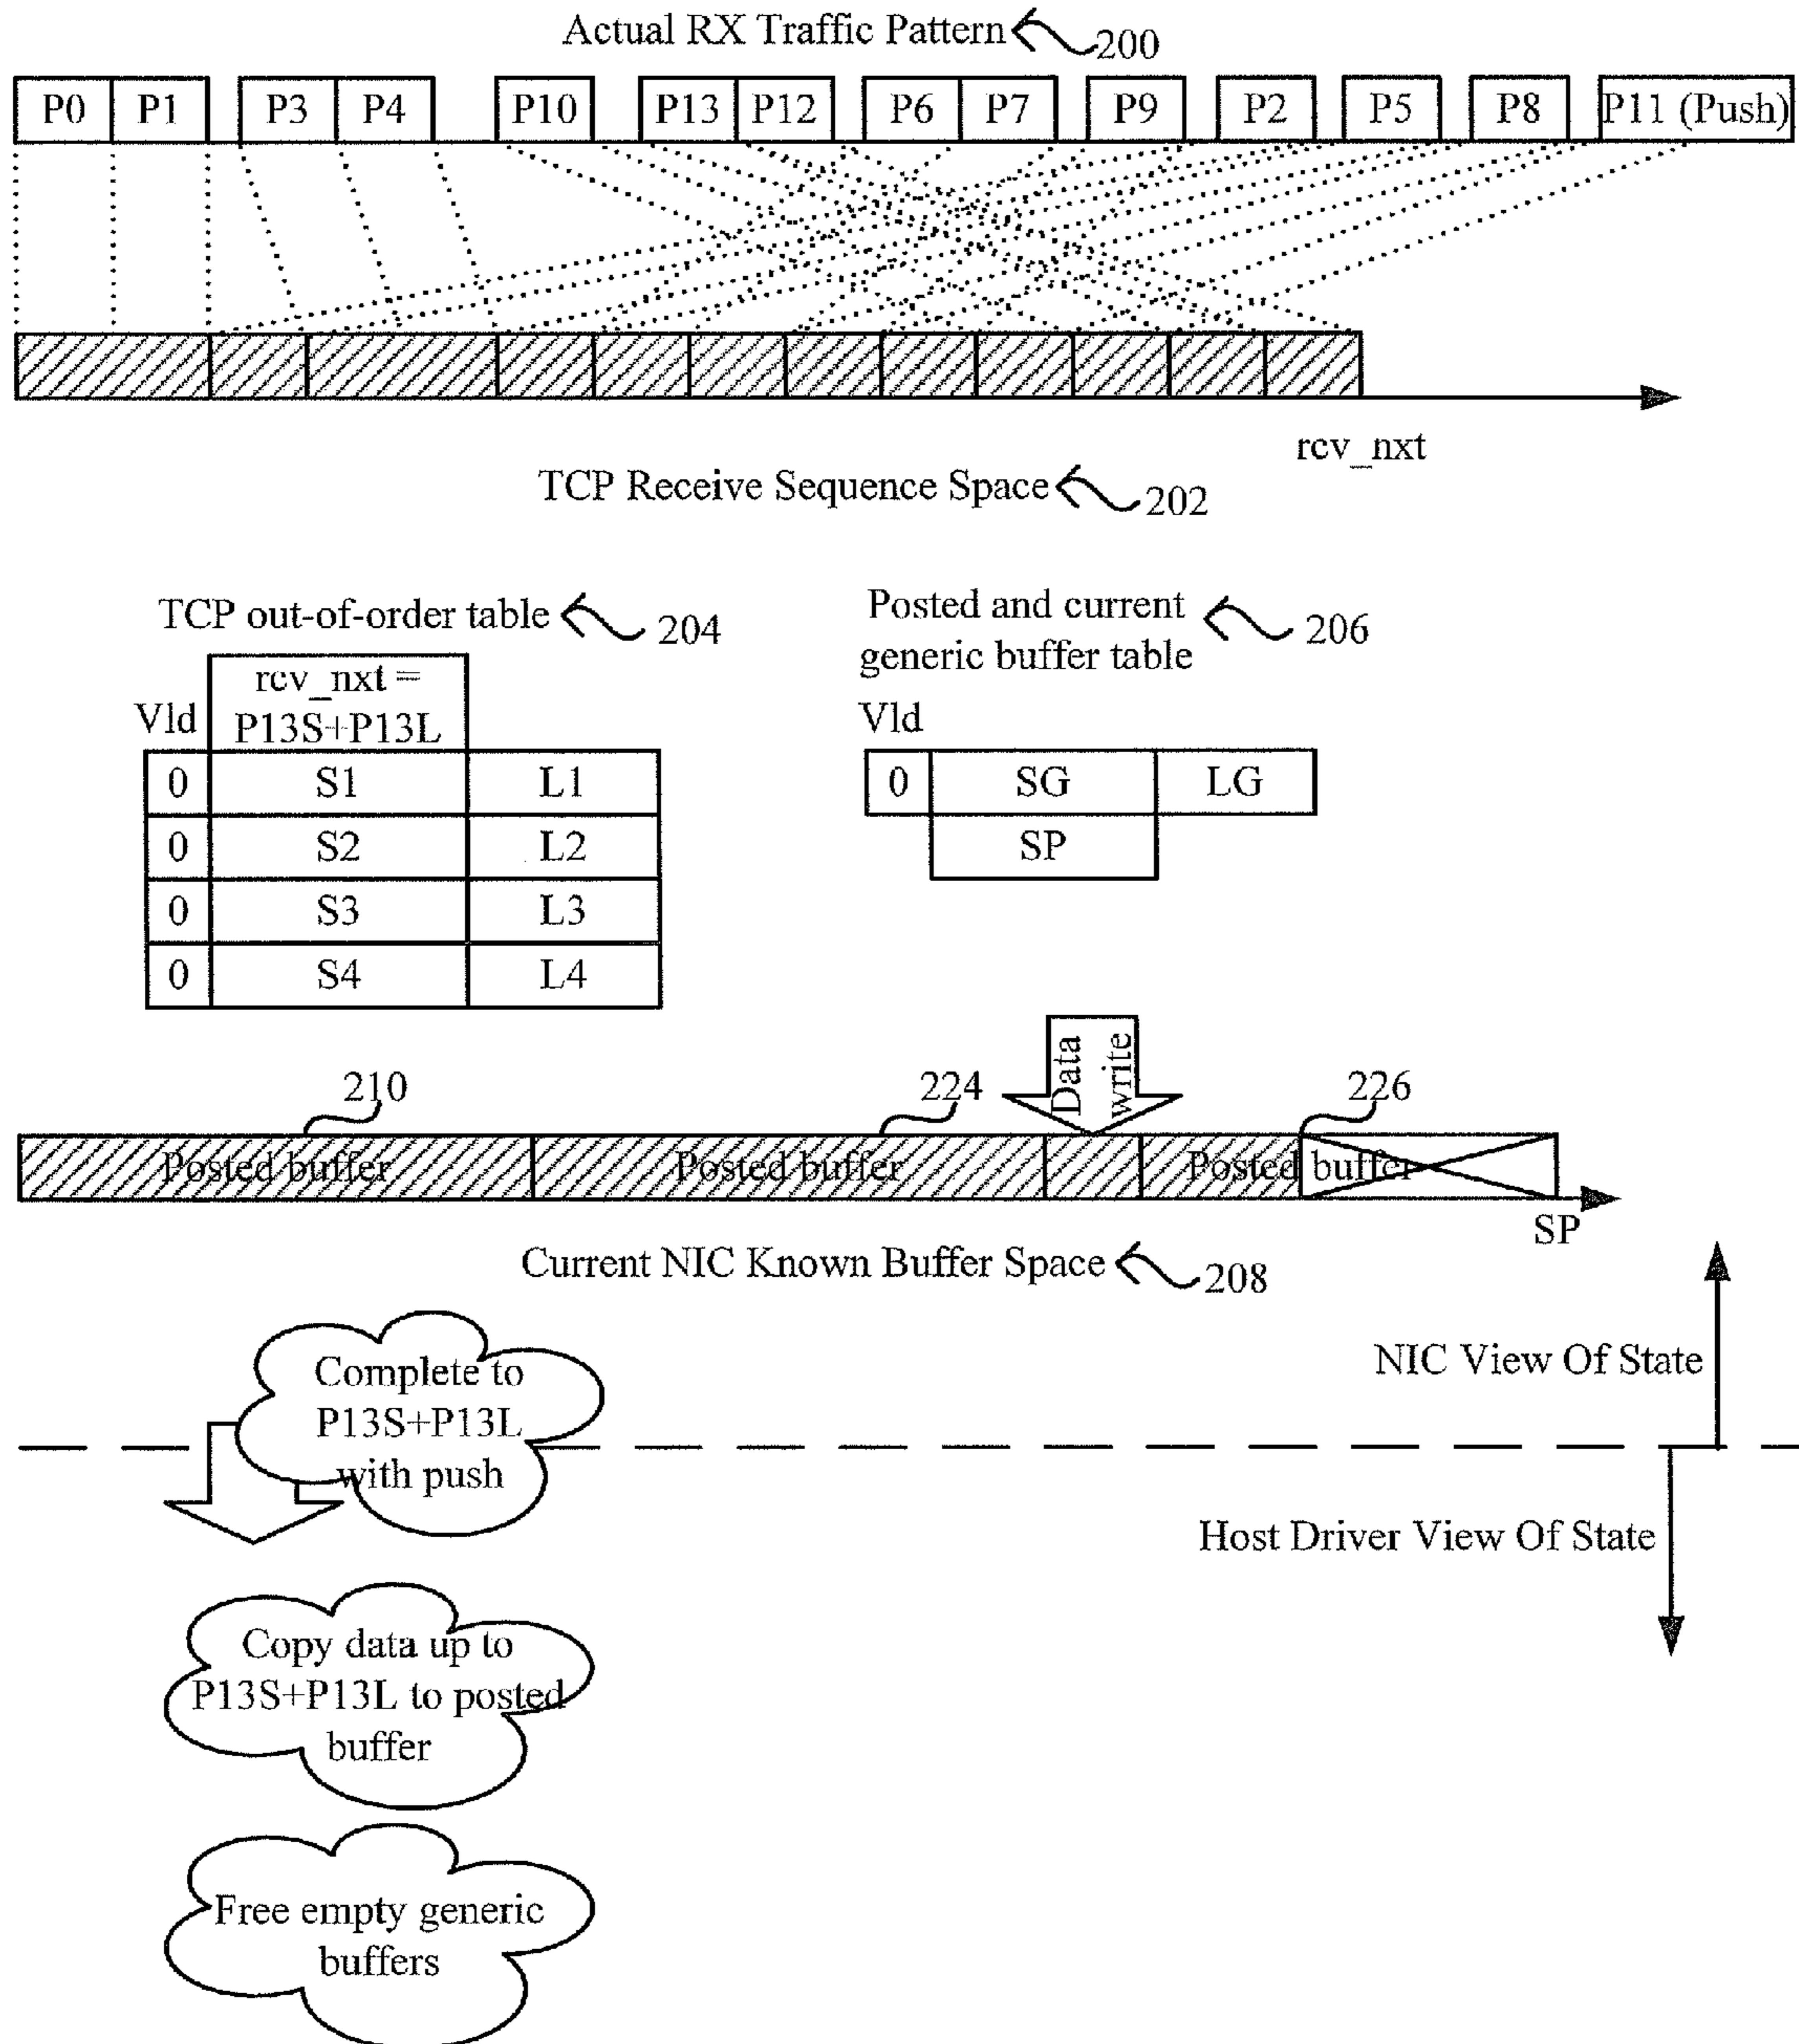 Actual RX Traffic Pattern 200
P0 P1 P3 P4 P10 P13 P12 P6 P7 P9 P2 P5 P8 P11 (Push)
rcv_nxt
TCP Receive Sequence Space 202
TCP out-of-order table 204
Vld
rcv_nxt =
P13S+P13L
0 S1 L1
0 S2 L2
0 S3 L3
0 S4 L4
Posted and current
generic buffer table
206
Vld
0 SG LG
SP
Data
write
210 224 226
Posted buffer Posted buffer Posted buffer
SP
Current NIC Known Buffer Space 208
NIC View Of State
Complete to
P13S+P13L
with push
Host Driver View Of State
Copy data up to
P13S+P13L to posted
buffer
Free empty generic
buffers